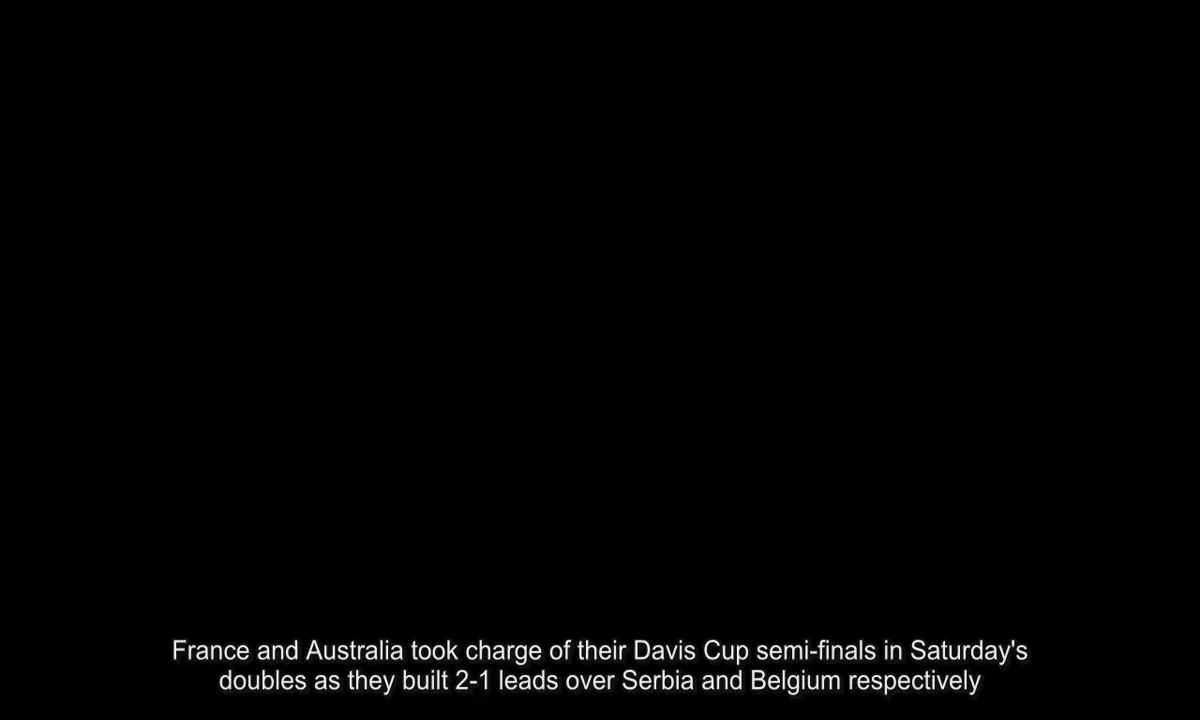 France and Australia took charge of their Davis Cup semi-finals in Saturday's
doubles as they built 2-1 leads over Serbia and Belgium respectively